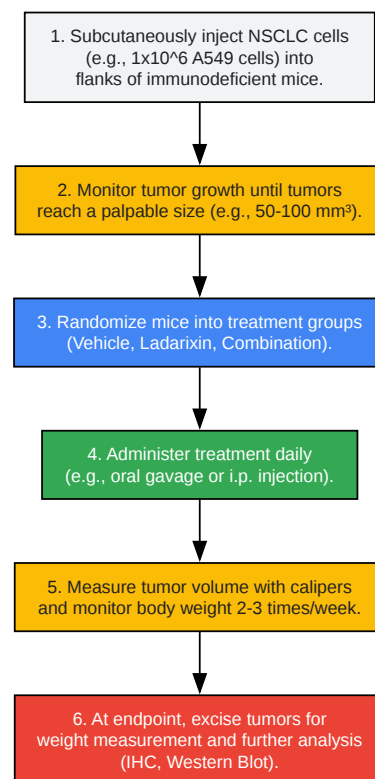 1. Subcutaneously inject NSCLC cells
(e.g., 1x10^6 A549 cells) into
flanks of immunodeficient mice.
2. Monitor tumor growth until tumors
reach a palpable size (e.g., 50-100 mm³).
3. Randomize mice into treatment groups
(Vehicle, Ladarixin, Combination).
4. Administer treatment daily
(e.g., oral gavage or i.p. injection).
5. Measure tumor volume with calipers
and monitor body weight 2-3 times/week.
6. At endpoint, excise tumors for
weight measurement and further analysis
(IHC, Western Blot).